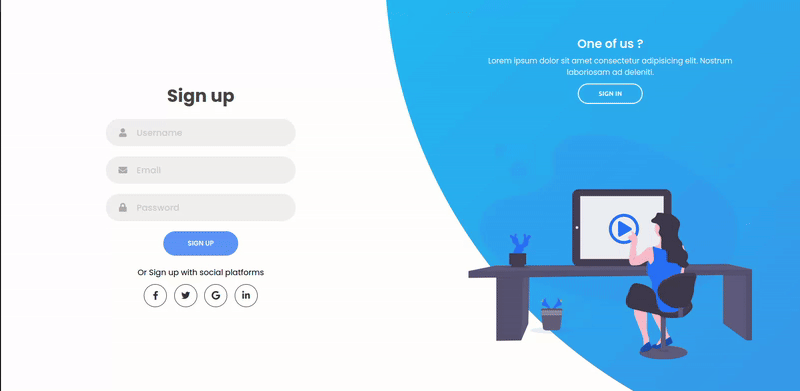 Sign up
Username
Email
Password
SIGN UP
Or Sign up with social platforms
One of us ?
Lorem ipsum dolor sit amet consectetur adipisicing elit. Nostrum
laboriosam ad deleniti.
SIGN IN